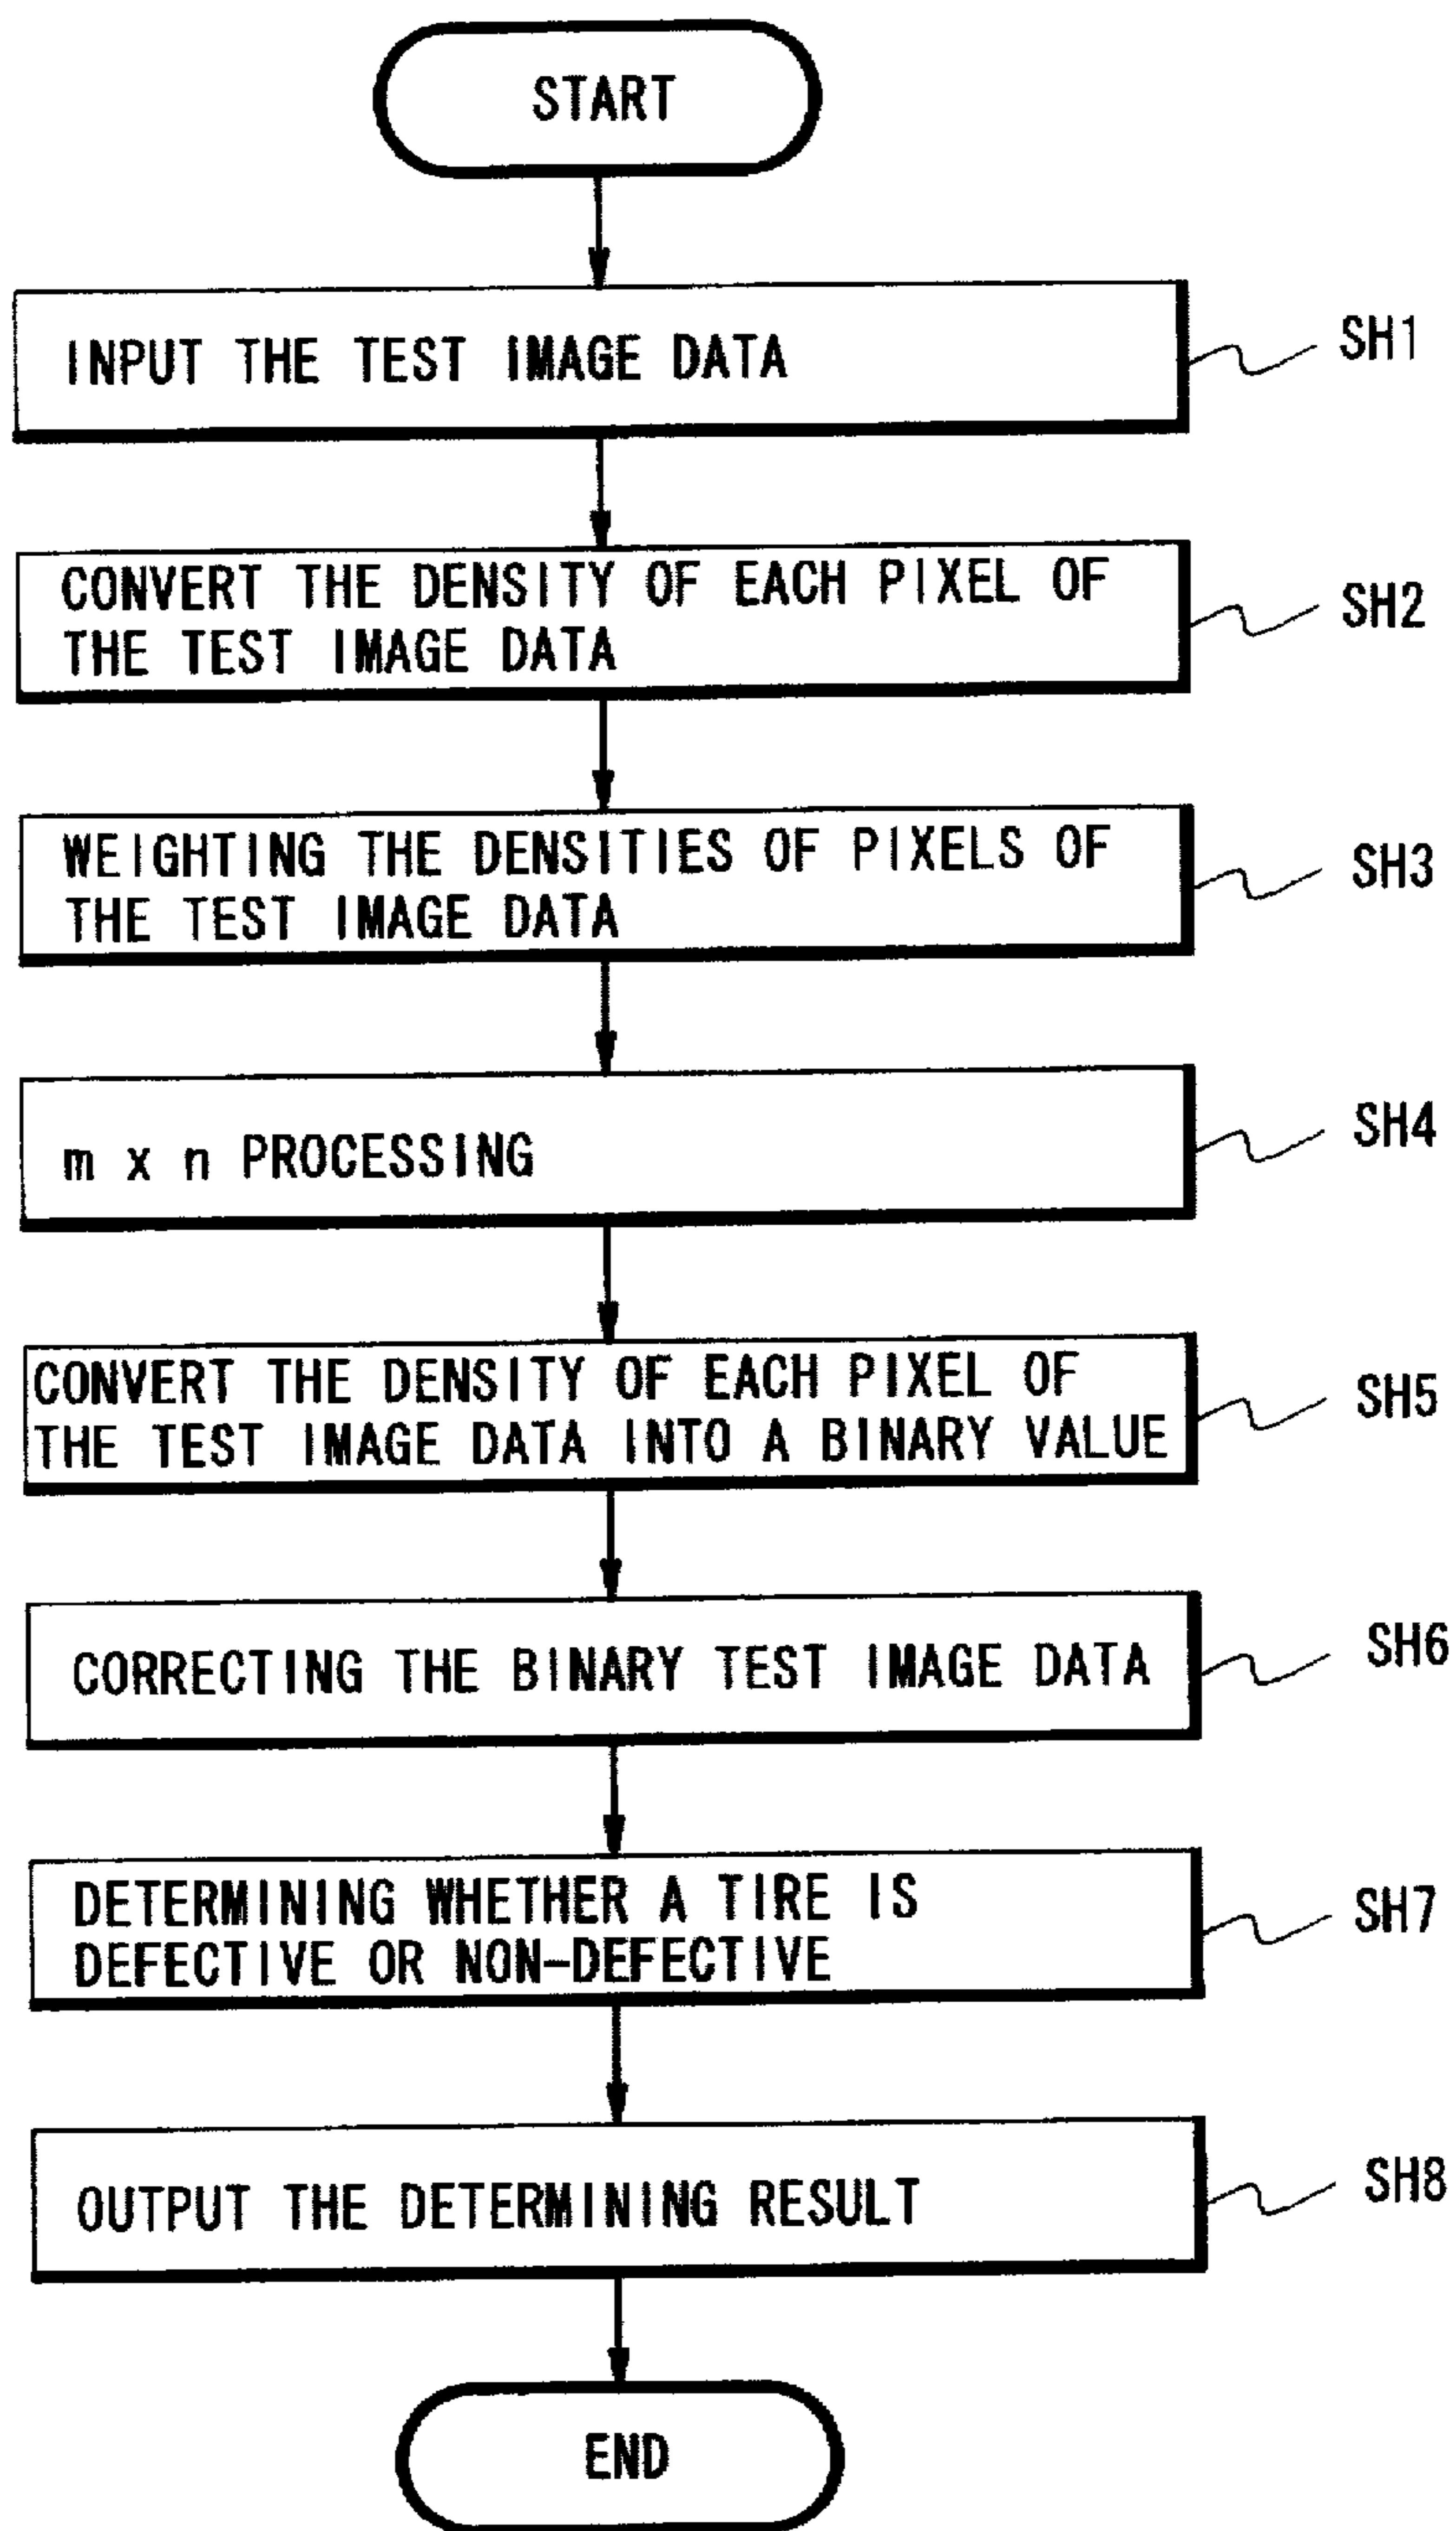 START
INPUT THE TEST IMAGE DATA
SH1
CONVERT THE DENSITY OF EACH PIXEL OF
THE TEST IMAGE DATA
SH2
WEIGHTING THE DENSITIES OF PIXELS OF
THE TEST IMAGE DATA
SH3
m x n PROCESSING
SH4
CONVERT THE DENSITY OF EACH PIXEL OF
THE TEST IMAGE DATA INTO A BINARY VALUE
SH5
CORRECTING THE BINARY TEST IMAGE DATA
SH6
DETERMINING WHETHER A TIRE IS
DEFECTIVE OR NON-DEFECTIVE
SH7
OUTPUT THE DETERMINING RESULT
SH8
END